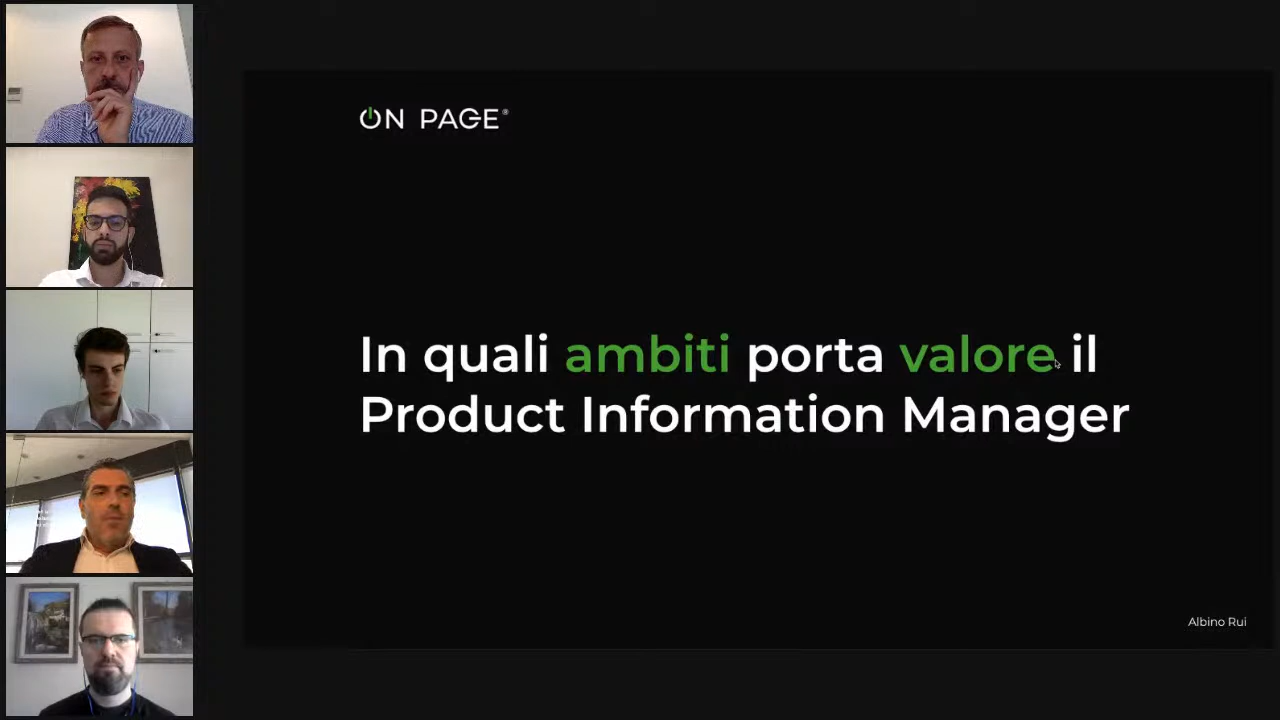 ON PAGE®
In quali ambiti porta valore il
Product Information Manager
Albino Rui